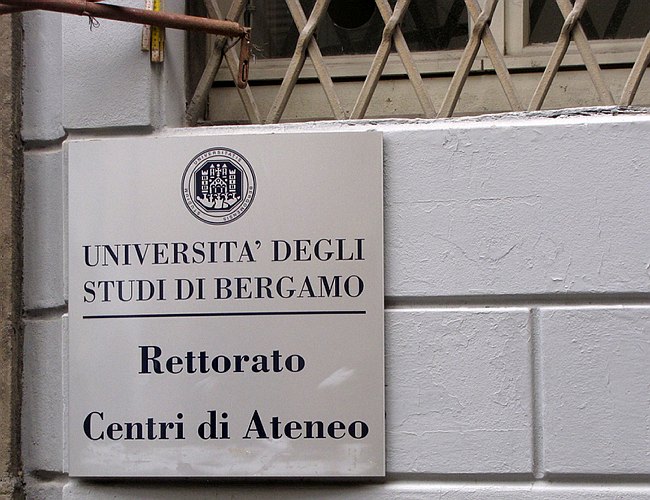 UNIVERSITA' DEGLI
STUDI DI BERGAMO
Rettorato
Centri di Ateneo